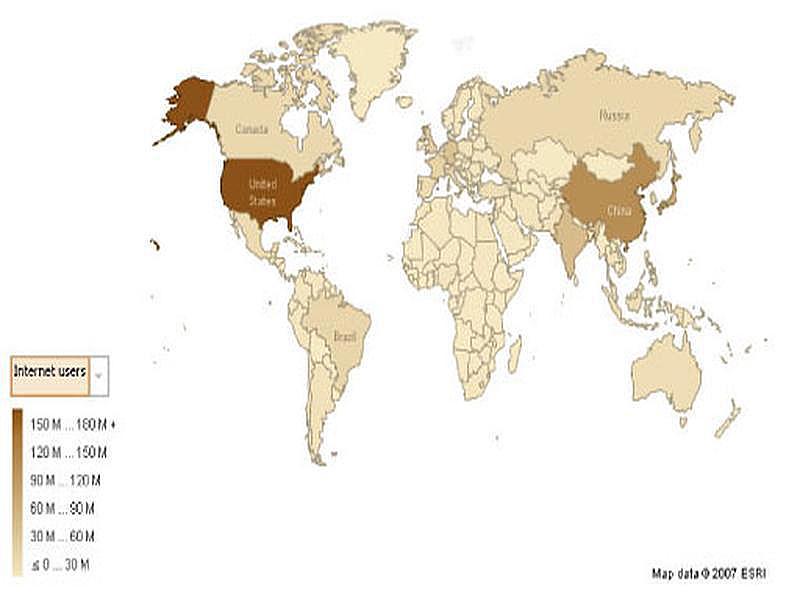 Canada
Russia
United
States
China
Brazil
Internet users
150 M ... 180 M +
120 M ... 150 M
90 M ... 120 M
60 M ... 90 M
30 M ... 60 M
≤ 0 ... 30 M
Map data © 2007 ESRI